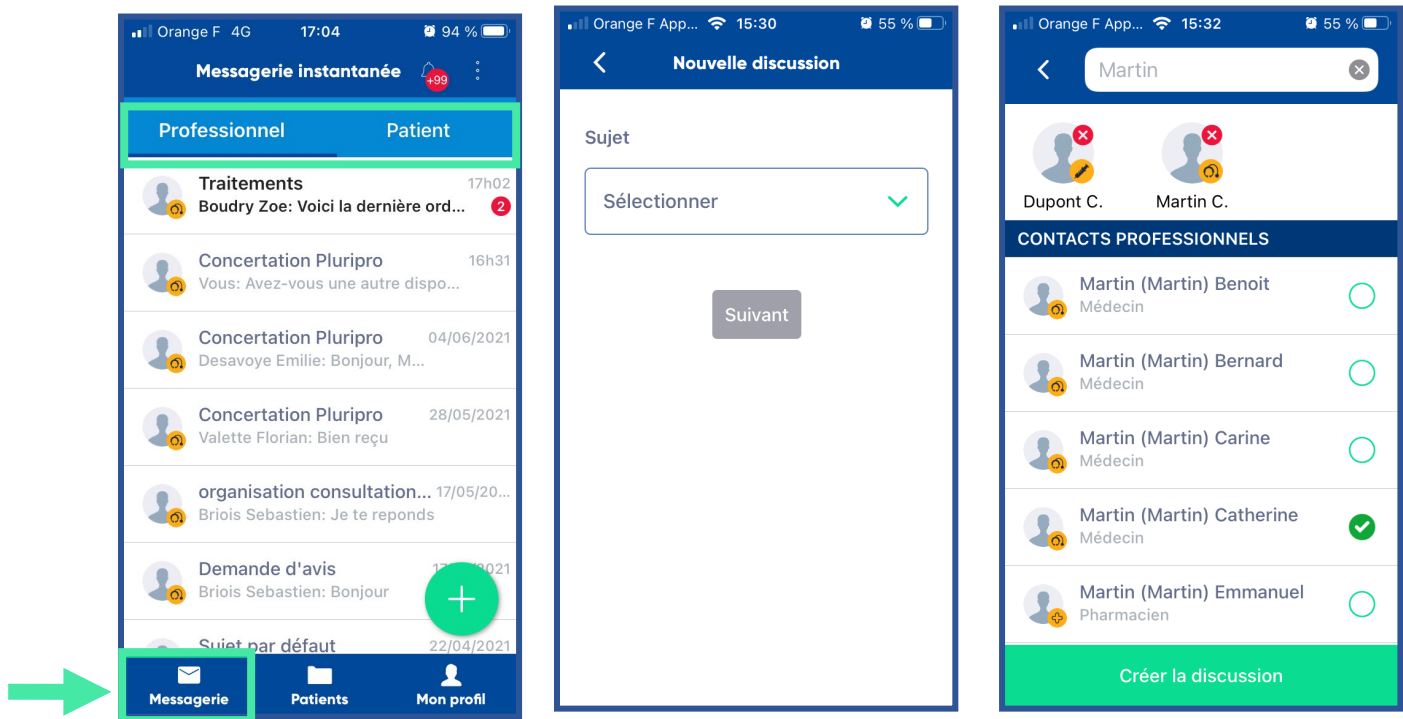 Orange F 4G 17:04 94 %
Messagerie instantanée +99
Professionnel Patient
Traitements 17h02
Boudry Zoe: Voici la dernière ord... 2
Concertation Pluripro 16h31
Vous: Avez-vous une autre dispo...
Concertation Pluripro 04/06/2021
Desavoye Emilie: Bonjour, M...
Concertation Pluripro 28/05/2021
Valette Florian: Bien reçu
organisation consultation... 17/05/20...
Briois Sebastien: Je te reponds
Demande d'avis
Briois Sebastien: Bonjour
Sujet par défaut 22/04/2021
Messagerie Patients Mon profil
Orange F App... 15:30 55 %
Nouvelle discussion
Sujet
Sélectionner
Suivant
Orange F App... 15:32 55 %
Martin
Dupont C. Martin C.
CONTACTS PROFESSIONNELS
Martin (Martin) Benoit
Médecin
Martin (Martin) Bernard
Médecin
Martin (Martin) Carine
Médecin
Martin (Martin) Catherine
Médecin
Martin (Martin) Emmanuel
Pharmacien
Créer la discussion